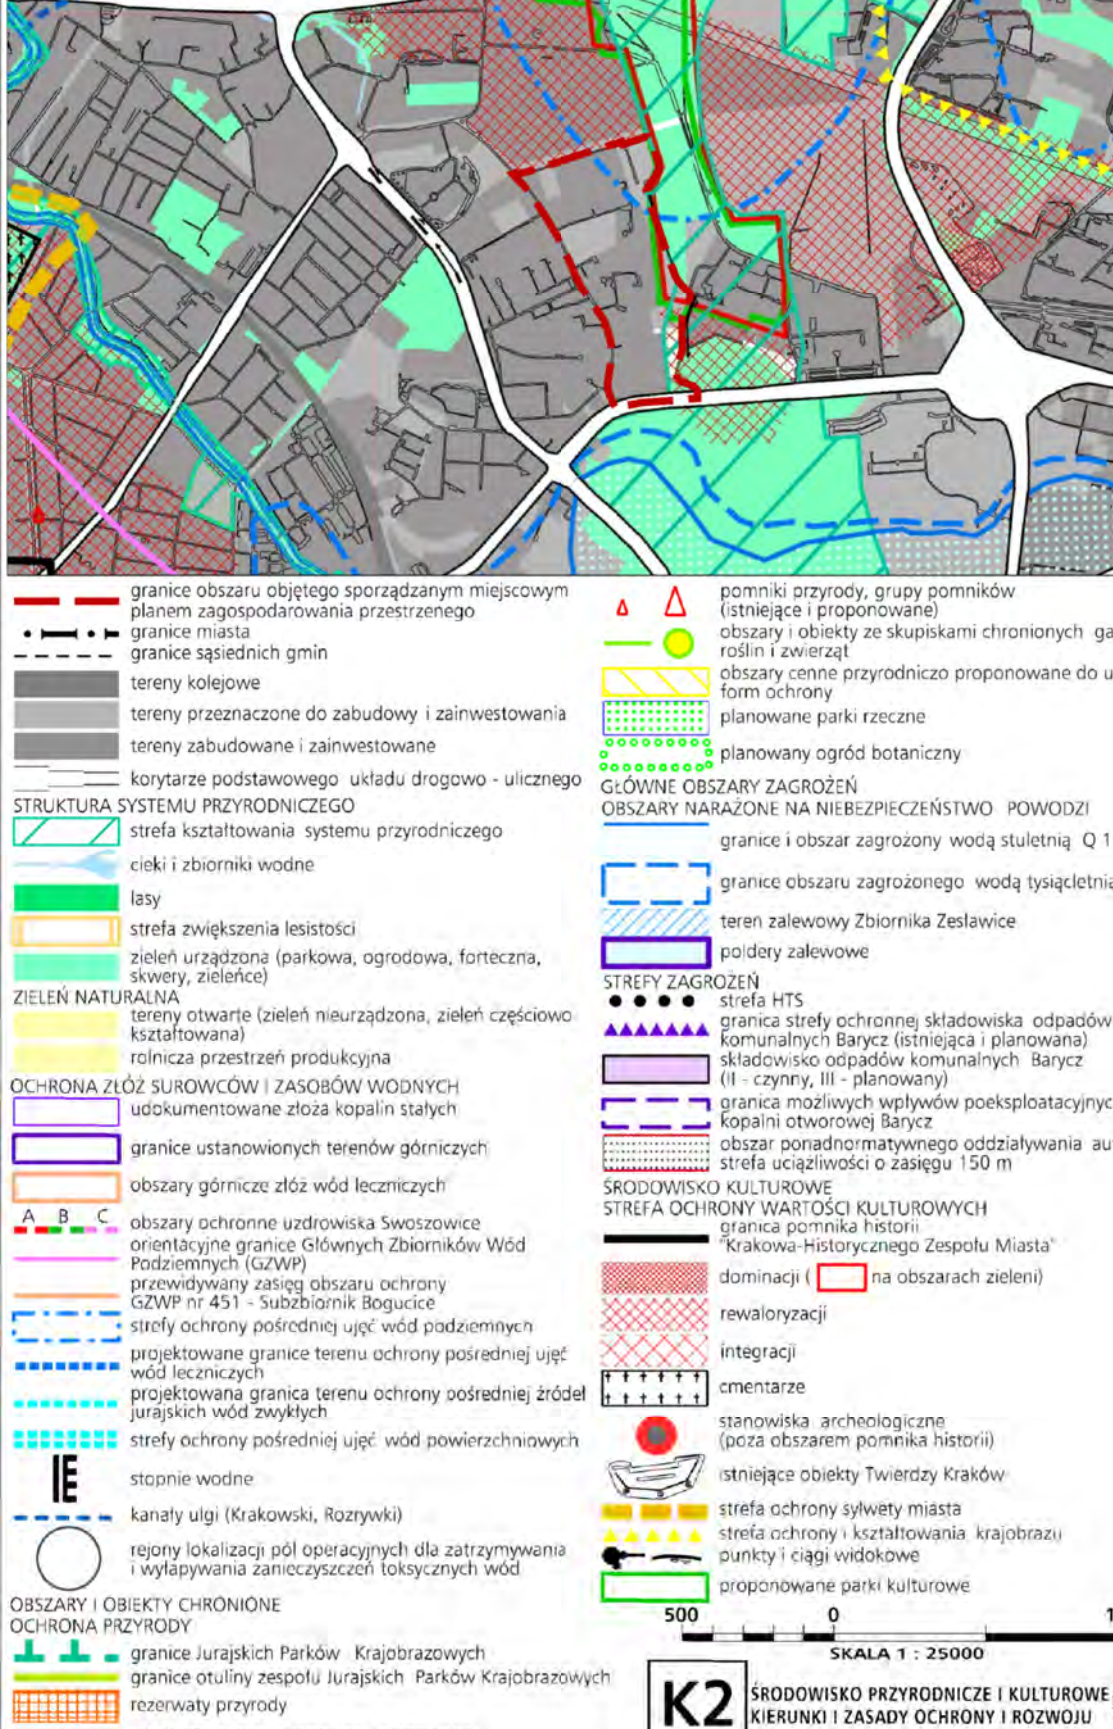 granice obszaru objętego sporządzanym miejscowym
planem zagospodarowania przestrzenego
granice miasta
granice sąsiednich gmin
tereny kolejowe
tereny przeznaczone do zabudowy i zainwestowania
tereny zabudowane i zainwestowane
korytarze podstawowego układu drogowo - ulicznego
STRUKTURA SYSTEMU PRZYRODNICZEGO
strefa kształtowania systemu przyrodniczego
cieki i zbiorniki wodne
lasy
strefa zwiększenia lesistości
zieleń urządzona (parkowa, ogrodowa, forteczna,
skwery, zieleńce)
ZIELEŃ NATURALNA
tereny otwarte (zieleń nieurządzona, zieleń częściowo
kształtowana)
rolnicza przestrzeń produkcyjna
OCHRONA ZŁÓŻ SUROWCÓW I ZASOBÓW WODNYCH
udokumentowane złoża kopalin stałych
granice ustanowionych terenów górniczych
obszary górnicze złóż wód leczniczych
A B C
obszary ochronne uzdrowiska Swoszowice
orientacyjne granice Głównych Zbiorników Wód
Podziemnych (GZWP)
przewidywany zasięg obszaru ochrony
GZWP nr 451 - Subzbiornik Bogucice
strefy ochrony pośredniej ujęć wód podziemnych
projektowane granice terenu ochrony pośredniej ujęć
wód leczniczych
projektowana granica terenu ochrony pośredniej źródeł
jurajskich wód zwykłych
strefy ochrony pośredniej ujęć wód powierzchniowych
stopnie wodne
kanały ulgi (Krakowski, Rozrywki)
rejony lokalizacji pól operacyjnych dla zatrzymywania
i wyłapywania zanieczyszczeń toksycznych wód
OBSZARY I OBIEKTY CHRONIONE
OCHRONA PRZYRODY
granice Jurajskich Parków Krajobrazowych
granice otuliny zespołu Jurajskich Parków Krajobrazowych
rezerwaty przyrody
pomniki przyrody, grupy pomników
(istniejące i proponowane)
obszary i obiekty ze skupiskami chronionych ga
roślin i zwierząt
obszary cenne przyrodniczo proponowane do u
form ochrony
planowane parki rzeczne
planowany ogród botaniczny
GŁÓWNE OBSZARY ZAGROŻEŃ
OBSZARY NARAŻONE NA NIEBEZPIECZEŃSTWO POWODZI
granice i obszar zagrożony wodą stuletnią Q 1
granice obszaru zagrożonego wodą tysiącletnią
teren zalewowy Zbiornika Zesławice
poldery zalewowe
STREFY ZAGROŻEŃ
strefa HTS
granica strefy ochronnej składowiska odpadów
komunalnych Barycz (istniejąca i planowana)
składowisko odpadów komunalnych Barycz
(II - czynny, III - planowany)
granica możliwych wpływów poeksploatacyjnyc
kopalni otworowej Barycz
obszar ponadnormatywnego oddziaływania au
strefa uciążliwości o zasięgu 150 m
ŚRODOWISKO KULTUROWE
STREFA OCHRONY WARTOŚCI KULTUROWYCH
granica pomnika historii
"Krakowa-Historycznego Zespołu Miasta"
dominacji ( na obszarach zieleni)
rewaloryzacji
integracji
cmentarze
stanowiska archeologiczne
(poza obszarem pomnika historii)
istniejące obiekty Twierdzy Kraków
strefa ochrony sylwety miasta
strefa ochrony i kształtowania krajobrazu
punkty i ciągi widokowe
proponowane parki kulturowe
500 0 1
SKALA 1 : 25000
K2
ŚRODOWISKO PRZYRODNICZE I KULTUROWE
KIERUNKI I ZASADY OCHRONY I ROZWOJU